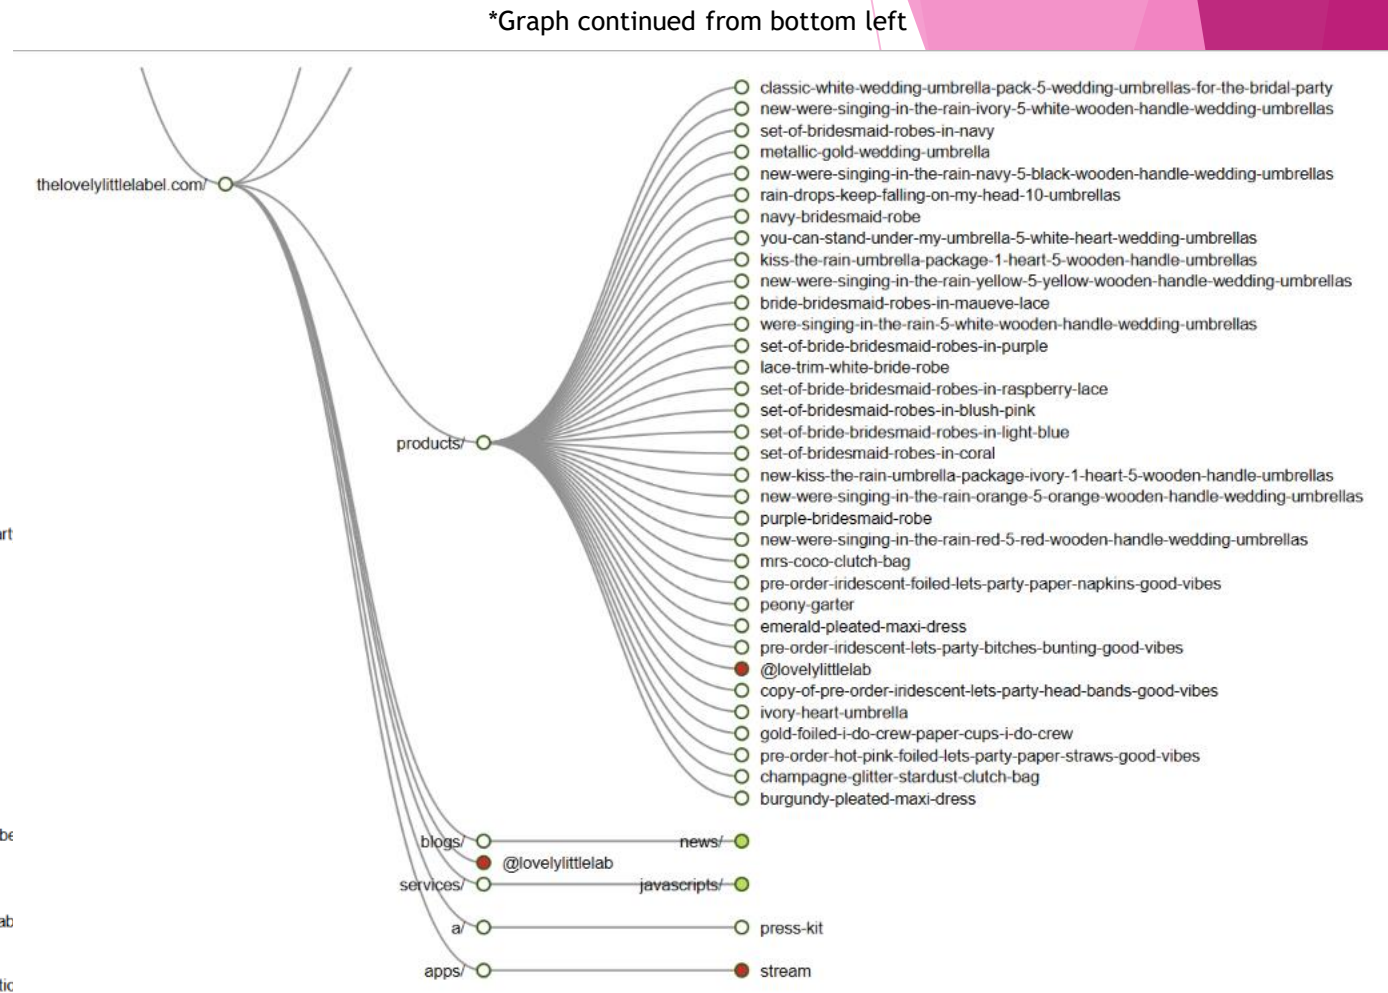 *Graph continued from bottom left
classic-white-wedding-umbrella-pack-5-wedding-umbrellas-for-the-bridal-party
new-were-singing-in-the-rain-ivory-5-white-wooden-handle-wedding-umbrellas
set-of-bridesmaid-robes-in-navy
metallic-gold-wedding-umbrella
new-were-singing-in-the-rain-navy-5-black-wooden-handle-wedding-umbrellas
thelovelylittlelabel.com/
rain-drops-keep-falling-on-my-head-10-umbrellas
navy-bridesmaid-robe
you-can-stand-under-my-umbrella-5-white-heart-wedding-umbrellas
kiss-the-rain-umbrella-package-1-heart-5-wooden-handle-umbrellas
new-were-singing-in-the-rain-yellow-5-yellow-wooden-handle-wedding-umbrellas
bride-bridesmaid-robes-in-maueve-lace
were-singing-in-the-rain-5-white-wooden-handle-wedding-umbrellas
set-of-bride-bridesmaid-robes-in-purple
lace-trim-white-bride-robe
set-of-bride-bridesmaid-robes-in-raspberry-lace
set-of-bridesmaid-robes-in-blush-pink
set-of-bride-bridesmaid-robes-in-light-blue
products/
set-of-bridesmaid-robes-in-coral
new-kiss-the-rain-umbrella-package-ivory-1-heart-5-wooden-handle-umbrellas
new-were-singing-in-the-rain-orange-5-orange-wooden-handle-wedding-umbrellas
purple-bridesmaid-robe
new-were-singing-in-the-rain-red-5-red-wooden-handle-wedding-umbrellas
mrs-coco-clutch-bag
pre-order-iridescent-foiled-lets-party-paper-napkins-good-vibes
peony-garter
emerald-pleated-maxi-dress
pre-order-iridescent-lets-party-bitches-bunting-good-vibes
@lovelylittlelab
copy-of-pre-order-iridescent-lets-party-head-bands-good-vibes
ivory-heart-umbrella
gold-foiled-i-do-crew-paper-cups-i-do-crew
pre-order-hot-pink-foiled-lets-party-paper-straws-good-vibes
champagne-glitter-stardust-clutch-bag
burgundy-pleated-maxi-dress
blogs/ news/
@lovelylittlelab
services/ javascripts/
a/ press-kit
apps/ stream